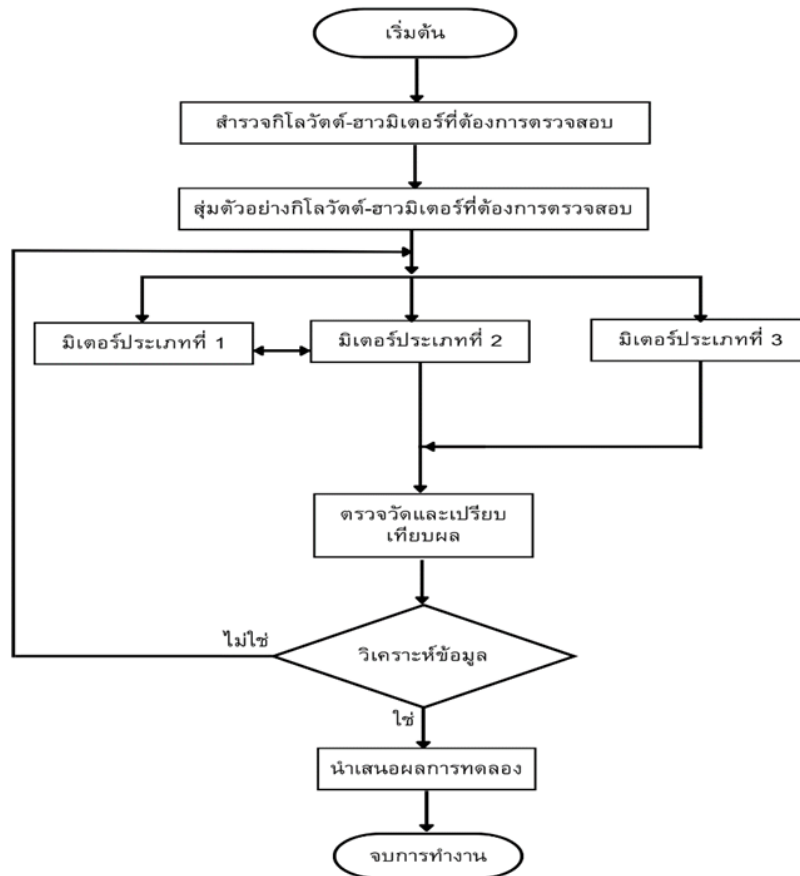 เริ่มต้น
สำรวจกิโลวัตต์-ฮาวมิเตอร์ที่ต้องการตรวจสอบ
สุ่มตัวอย่างกิโลวัตต์-ฮาวมิเตอร์ที่ต้องการตรวจสอบ
มิเตอร์ประเภทที่ 1
มิเตอร์ประเภทที่ 2
มิเตอร์ประเภทที่ 3
ตรวจวัดและเปรียบ
เทียบผล
ไม่ใช่
วิเคราะห์ข้อมูล
ใช่
นำเสนอผลการทดลอง
จบการทำงาน